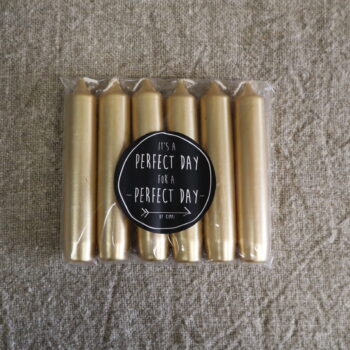 IT'S A
PERFECT DAY
FOR A
-PERFECT DAY-